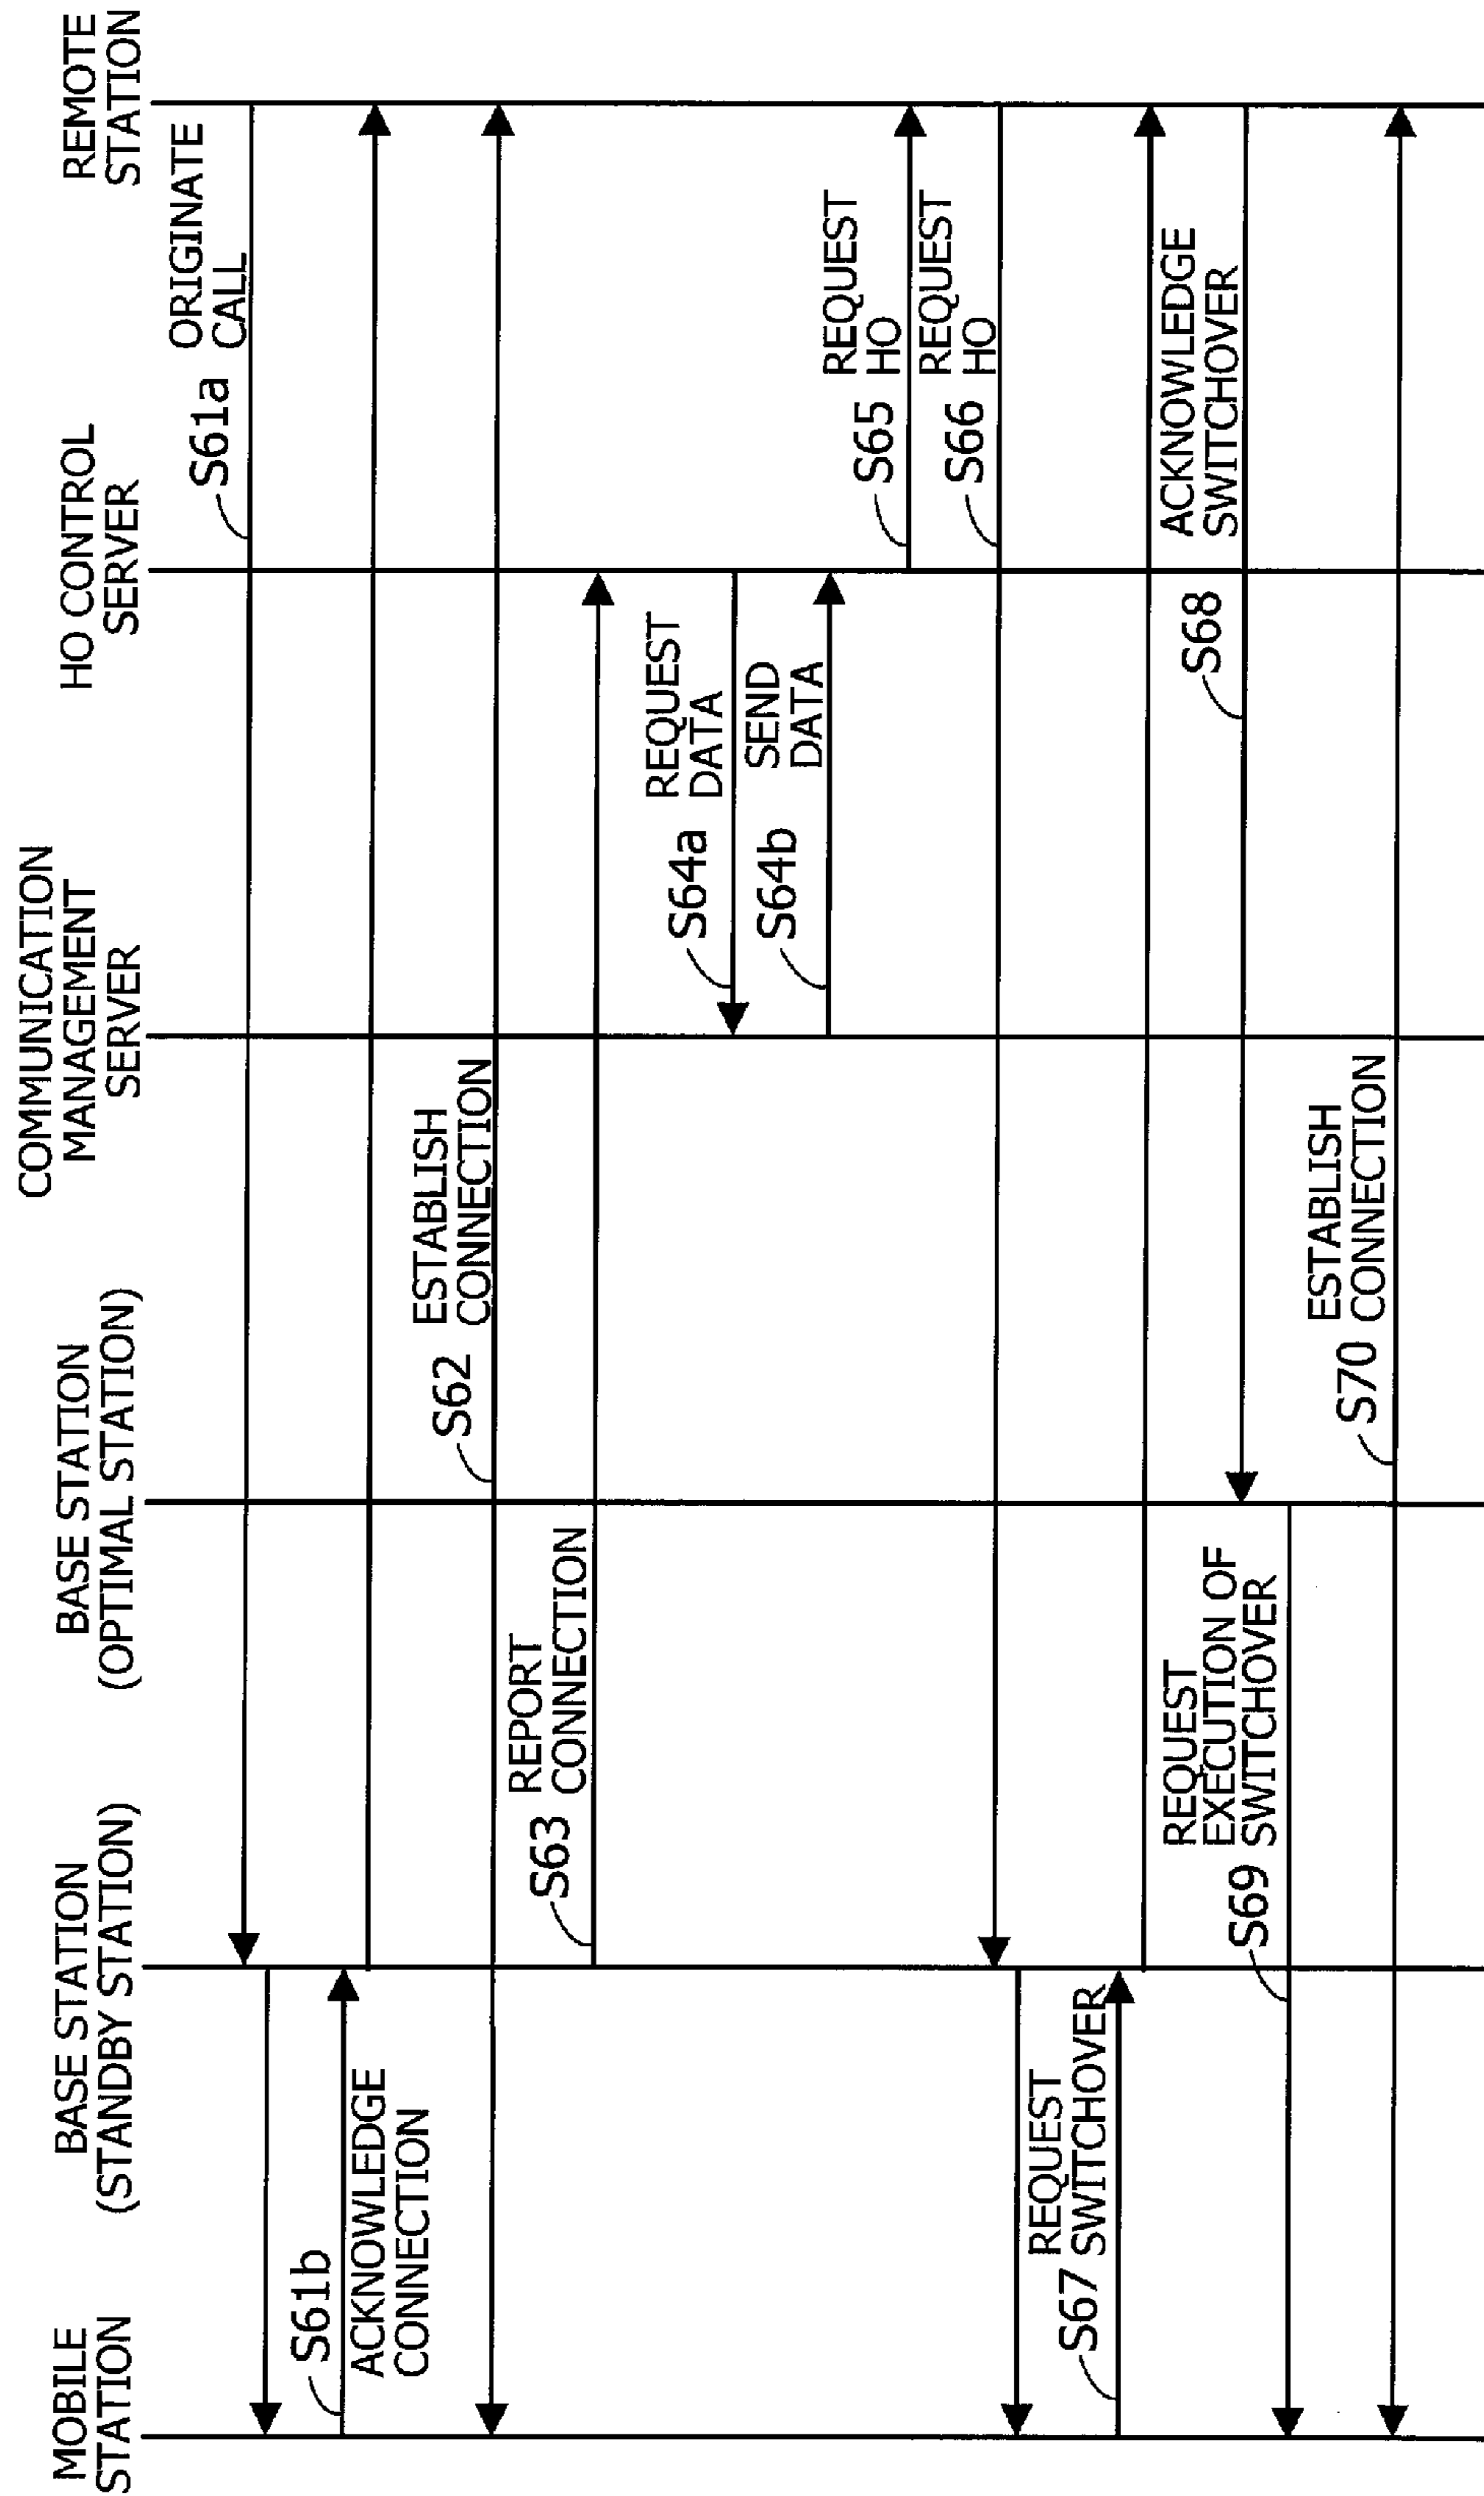 MOBILE
STATION
BASE STATION
(STANDBY STATION)
BASE STATION
(OPTIMAL STATION)
COMMUNICATION
MANAGEMENT
SERVER
HO CONTROL
SERVER
REMOTE
STATION
S61a
ORIGINATE
CALL
S61b
ACKNOWLEDGE
CONNECTION
S62
ESTABLISH
CONNECTION
S63
REPORT
CONNECTION
S64a
REQUEST
DATA
S64b
SEND
DATA
S65
REQUEST
HO
S66
REQUEST
HO
S67
REQUEST
SWITCHOVER
S68
ACKNOWLEDGE
SWITCHOVER
S69
REQUEST
EXECUTION OF
SWITCHOVER
S70
ESTABLISH
CONNECTION